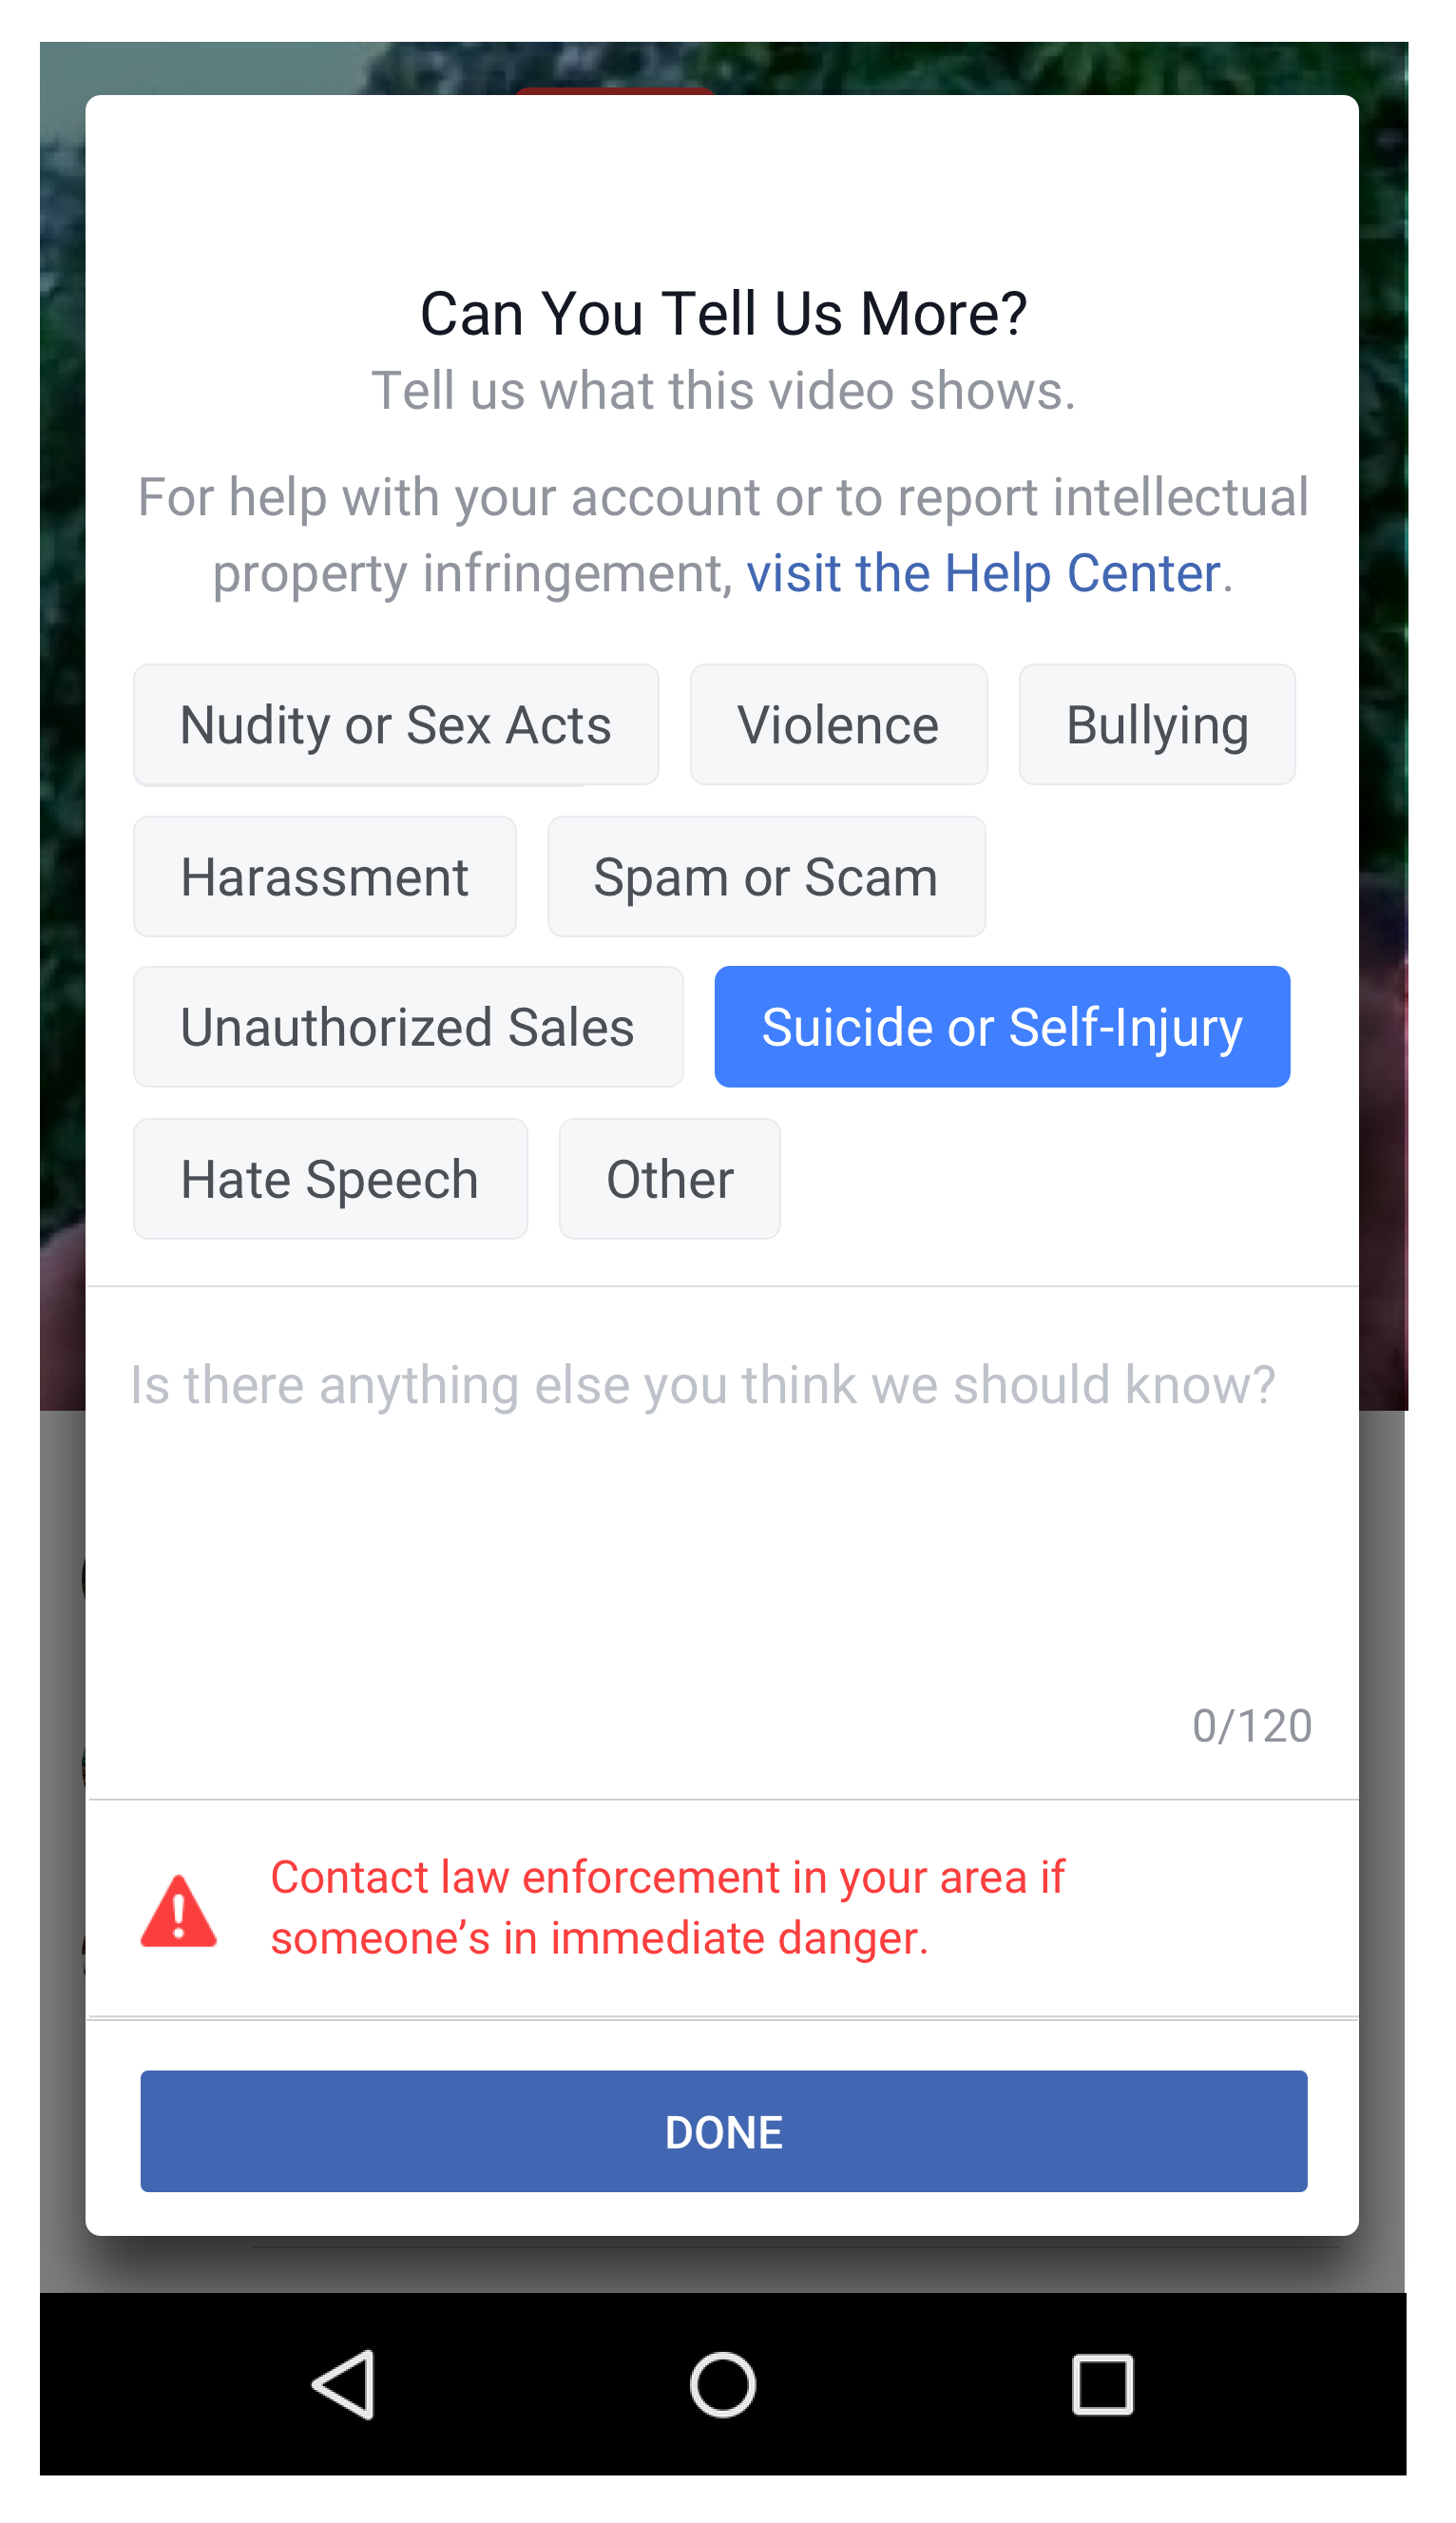 Can You Tell Us More?
Tell us what this video shows.
For help with your account or to report intellectual
property infringement, visit the Help Center.
Nudity or Sex Acts Violence Bullying
Harassment Spam or Scam
Unauthorized Sales Suicide or Self-Injury
Hate Speech Other
Is there anything else you think we should know?
0/120
Contact law enforcement in your area if
someone’s in immediate danger.
DONE